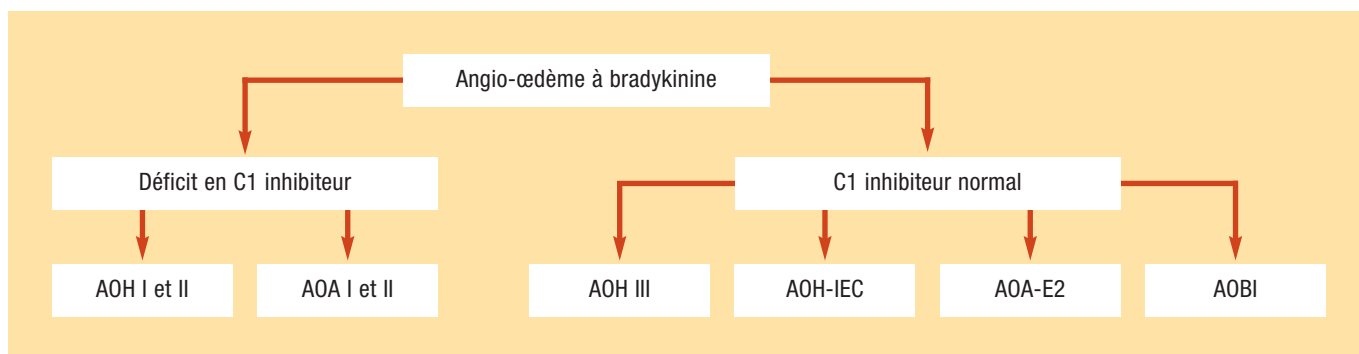 Angio-œdème à bradykinine
Déficit en C1 inhibiteur
C1 inhibiteur normal
AOH I et II
AOA I et II
AOH III
AOH-IEC
AOA-E2
AOBI